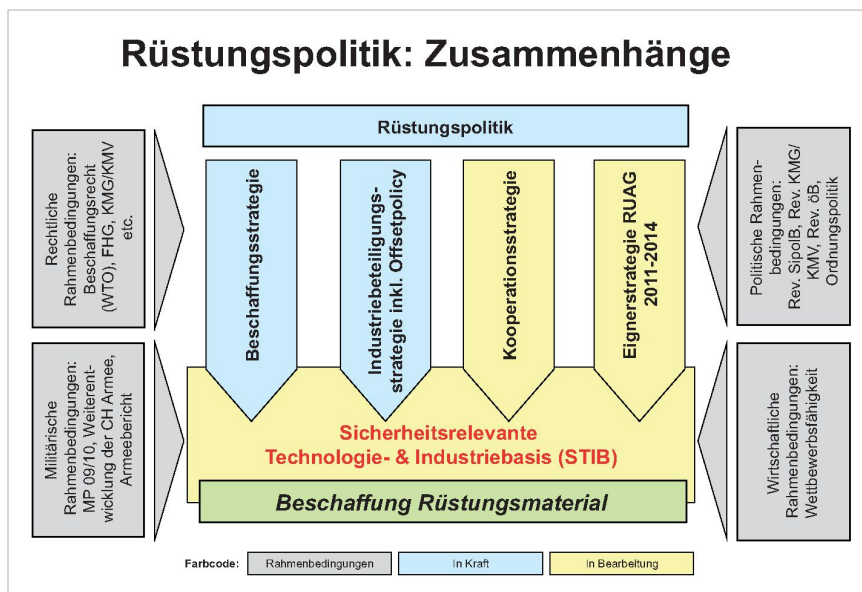 Rüstungspolitik: Zusammenhänge
Rüstungspolitik
Rechtliche
Rahmenbedingungen:
Beschaffungsrecht
(WTO), FHG, KMG/KMV
etc.
Militärische
Rahmenbedingungen:
MP 09/10, Weiterent-
wicklung der CH Armee,
Armeebericht
Beschaffungsstrategie
Industriebeteiligungs-
strategie inkl. Offsetpolicy
Kooperationsstrategie
Eignerstrategie RUAG
2011-2014
Politische Rahmen-
bedingungen:
Rev. SipolB, Rev. KMG/
KMV, Rev. öB,
Ordnungspolitik
Wirtschaftliche
Rahmenbedingungen:
Wettbewerbsfähigkeit
Sicherheitsrelevante
Technologie- & Industriebasis (STIB)
Beschaffung Rüstungsmaterial
Farbcode:
Rahmenbedingungen
In Kraft
In Bearbeitung